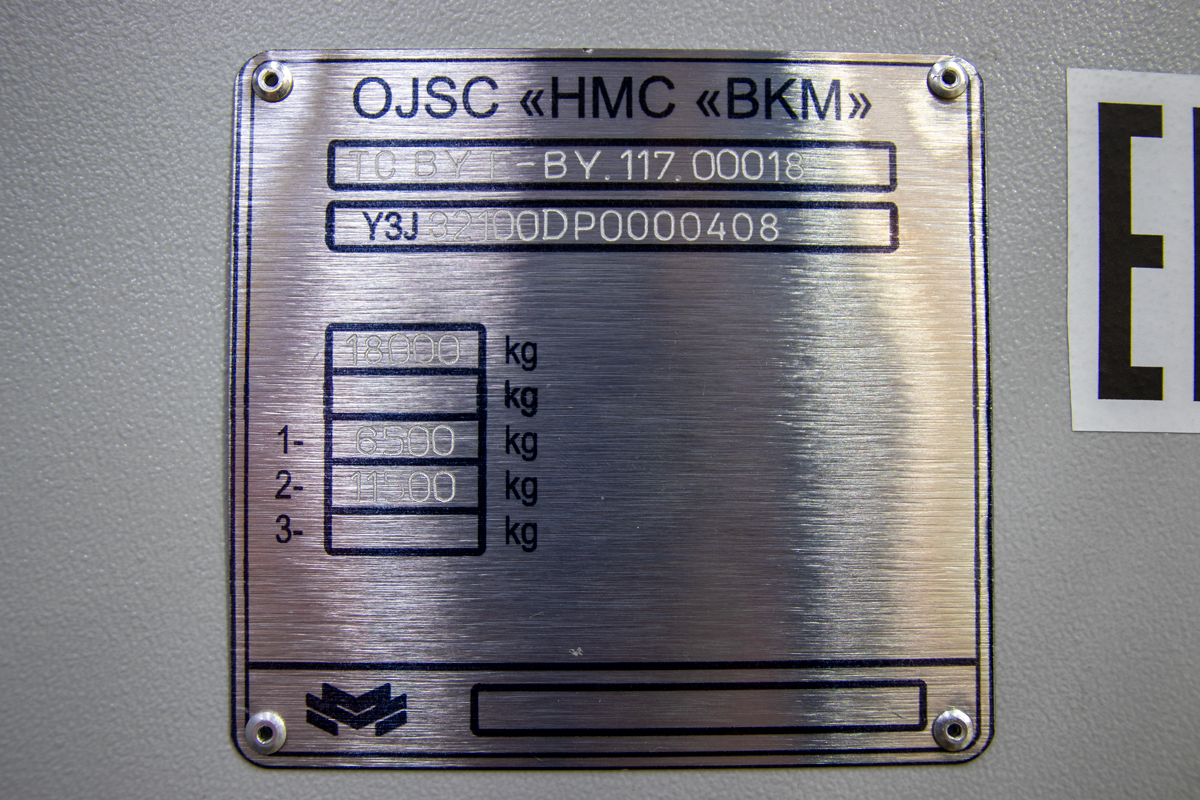 OJSC «HMC «BKM»
TC BY E-BY.117.00018
Y3J 32100DP0000408
18000 kg
kg
1- 6500 kg
2- 11500 kg
3- kg